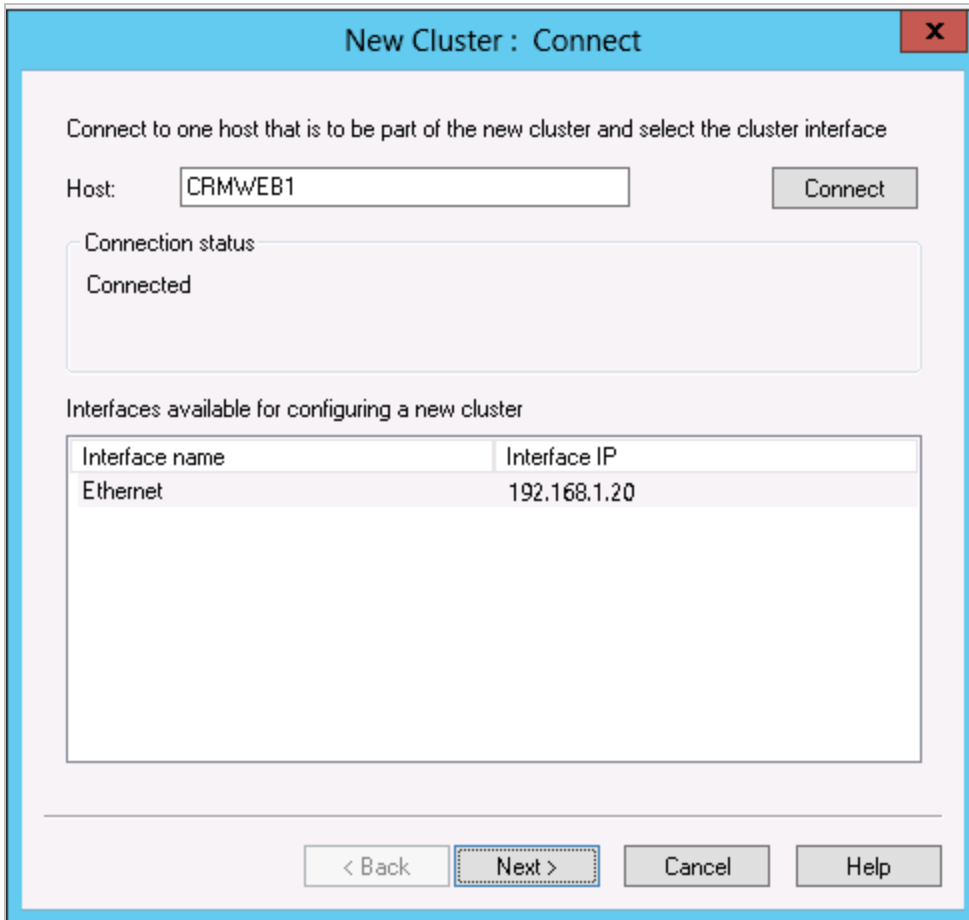 New Cluster : Connect
x
Connect to one host that is to be part of the new cluster and select the cluster interface
Host: CRMWEB1 Connect
Connection status
Connected
Interfaces available for configuring a new cluster
Interface name Interface IP
Ethernet 192.168.1.20
< Back Next > Cancel Help